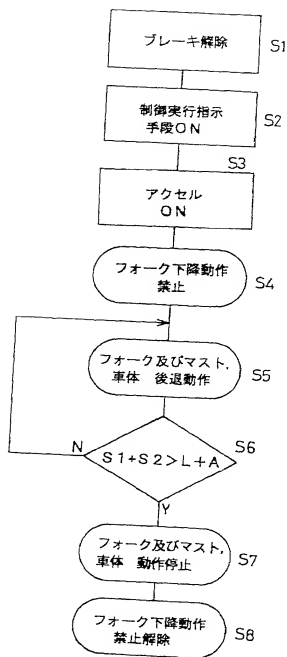 ブレーキ解除
S1
制御実行指示
手段ON
S2
S3
アクセル
ON
フォーク下降動作
禁止
S4
フォーク及びマスト,
車体 後退動作
S5
S6
N
S1+S2>L+A
Y
フォーク及びマスト,
車体 動作停止
S7
フォーク下降動作
禁止解除
S8